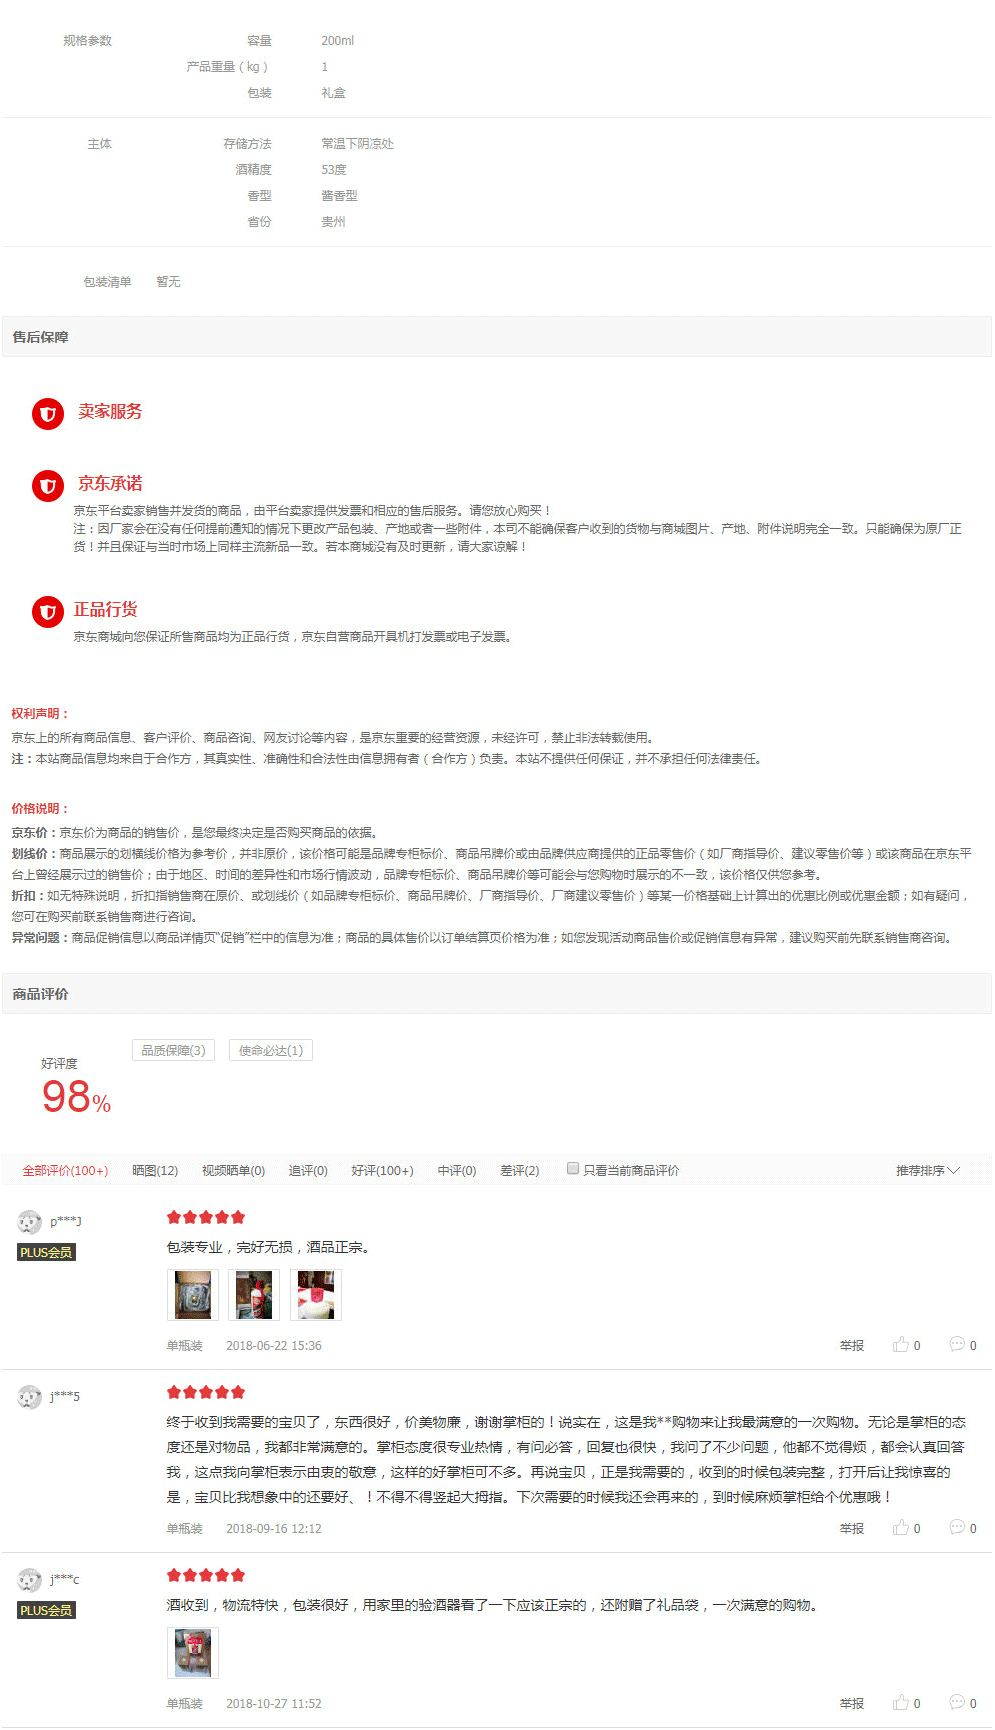 规格参数 容量 200ml
产品重量（kg） 1
包装 礼盒
主体 存储方法 常温下阴凉处
酒精度 53度
香型 酱香型
省份 贵州
包装清单 暂无
售后保障
卖家服务
京东承诺
京东平台卖家销售并发货的商品，由平台卖家提供发票和相应的售后服务。请您放心购买！
注：因厂家会在没有任何提前通知的情况下更改产品包装、产地或者一些附件，本司不能确保客户收到的货物与商城图片、产地、附件说明完全一致。只能确保为原厂正
货！并且保证与当时市场上同样主流新品一致。若本商城没有及时更新，请大家谅解！
正品行货
京东商城向您保证所售商品均为正品行货，京东自营商品开具机打发票或电子发票。
权利声明：
京东上的所有商品信息、客户评价、商品咨询、网友讨论等内容，是京东重要的经营资源，未经许可，禁止非法转载使用。
注：本站商品信息均来自于合作方，其真实性、准确性和合法性由信息拥有者（合作方）负责。本站不提供任何保证，并不承担任何法律责任。
价格说明：
京东价：京东价为商品的销售价，是您最终决定是否购买商品的依据。
划线价：商品展示的划横线价格为参考价，并非原价，该价格可能是品牌专柜标价、商品吊牌价或由品牌供应商提供的正品零售价（如厂商指导价、建议零售价等）或该商品在京东平
台上曾经展示过的销售价；由于地区、时间的差异性和市场行情波动，品牌专柜标价、商品吊牌价等可能会与您购物时展示的不一致，该价格仅供您参考。
折扣：如无特殊说明，折扣指销售商在原价、或划线价（如品牌专柜标价、商品吊牌价、厂商指导价、厂商建议零售价）等某一价格基础上计算出的优惠比例或优惠金额；如有疑问，
您可在购买前联系销售商进行咨询。
异常问题：商品促销信息以商品详情页“促销”栏中的信息为准；商品的具体售价以订单结算页价格为准；如您发现活动商品售价或促销信息有异常，建议购买前先联系销售商咨询。
商品评价
好评度 品质保障(3) 使命必达(1)
98%
全部评价(100+) 晒图(12) 视频晒单(0) 追评(0) 好评(100+) 中评(0) 差评(2) 只看当前商品评价 推荐排序
p***J
PLUS会员
包装专业，完好无损，酒品正宗。
单瓶装 2018-06-22 15:36 举报 0 0
j***5
终于收到我需要的宝贝了，东西很好，价美物廉，谢谢掌柜的！说实在，这是我**购物来让我最满意的一次购物。无论是掌柜的态
度还是对物品，我都非常满意的。掌柜态度很专业热情，有问必答，回复也很快，我问了不少问题，他都不觉得烦，都会认真回答
我，这点我向掌柜表示由衷的敬意，这样的好掌柜可不多。再说宝贝，正是我需要的，收到的时候包装完整，打开后让我惊喜的
是，宝贝比我想象中的还要好、！不得不得竖起大拇指。下次需要的时候我还会再来的，到时候麻烦掌柜给个优惠哦！
单瓶装 2018-09-16 12:12 举报 0 0
j***c
PLUS会员
酒收到，物流特快，包装很好，用家里的验酒器看了一下应该正宗的，还附赠了礼品袋，一次满意的购物。
单瓶装 2018-10-27 11:52 举报 0 0